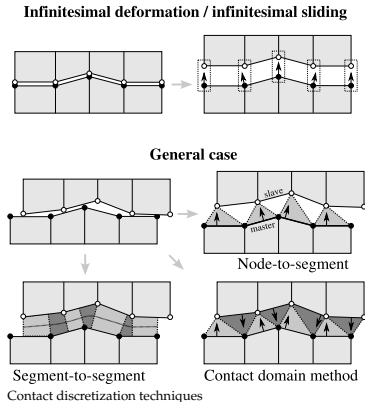 Infinitesimal deformation / infinitesimal sliding
General case
slave
master
Node-to-segment
Segment-to-segment
Contact domain method
Contact discretization techniques